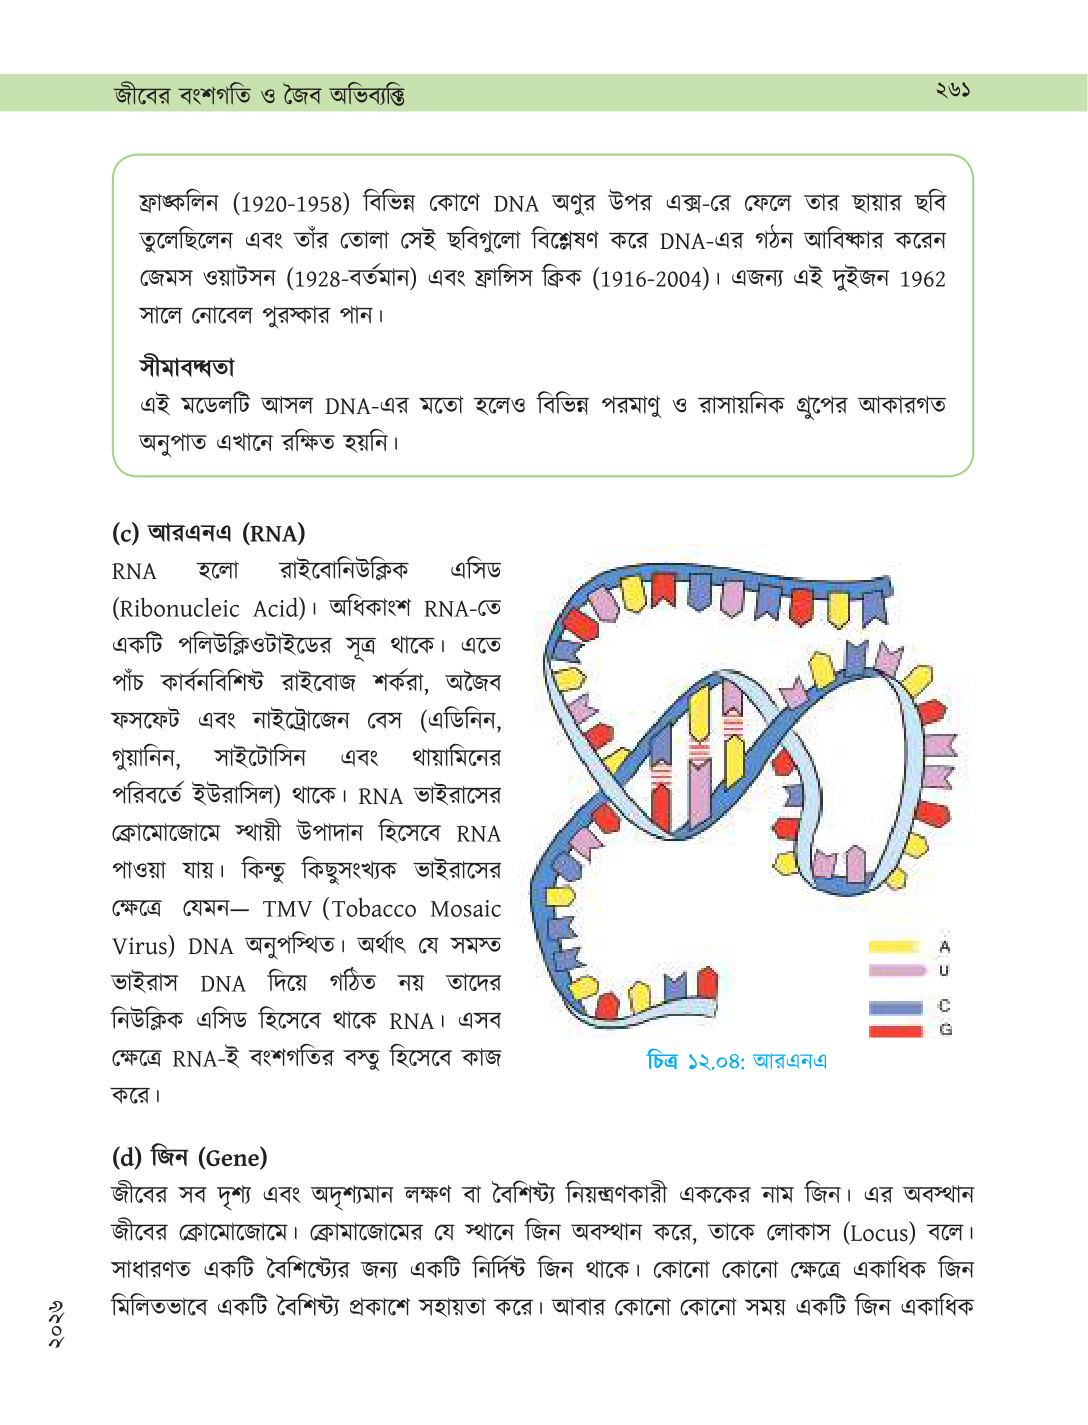 জীবের বংশগতি ও জৈব অভিব্যক্তি
২৬১
ফ্রাঙ্কলিন (1920-1958) বিভিন্ন কোণে DNA অণুর উপর এক্স-রে ফেলে তার ছায়ার ছবি
তুলেছিলেন এবং তাঁর তোলা সেই ছবিগুলো বিশ্লেষণ করে DNA-এর গঠন আবিষ্কার করেন
জেমস ওয়াটসন (1928-বর্তমান) এবং ফ্রান্সিস ক্রিক (1916-2004)। এজন্য এই দুইজন 1962
সালে নোবেল পুরস্কার পান।
সীমাবদ্ধতা
এই মডেলটি আসল DNA-এর মতো হলেও বিভিন্ন পরমাণু ও রাসায়নিক গ্রুপের আকারগত
অনুপাত এখানে রক্ষিত হয়নি।
(c) আরএনএ (RNA)
RNA হলো রাইবোনিউক্লিক এসিড
(Ribonucleic Acid)। অধিকাংশ RNA-তে
একটি পলিউক্লিওটাইডের সূত্র থাকে। এতে
পাঁচ কার্বনবিশিষ্ট রাইবোজ শর্করা, অজৈব
ফসফেট এবং নাইট্রোজেন বেস (এডিনিন,
গুয়ানিন, সাইটোসিন এবং থায়ামিনের
পরিবর্তে ইউরাসিল) থাকে। RNA ভাইরাসের
ক্রোমোজোমে স্থায়ী উপাদান হিসেবে RNA
পাওয়া যায়। কিন্তু কিছুসংখ্যক ভাইরাসের
ক্ষেত্রে যেমন— TMV (Tobacco Mosaic
Virus) DNA অনুপস্থিত। অর্থাৎ যে সমস্ত
ভাইরাস DNA দিয়ে গঠিত নয় তাদের
নিউক্লিক এসিড হিসেবে থাকে RNA। এসব
ক্ষেত্রে RNA-ই বংশগতির বস্তু হিসেবে কাজ
করে।
A
U
C
G
চিত্র ১২.০৪: আরএনএ
(d) জিন (Gene)
জীবের সব দৃশ্য এবং অদৃশ্যমান লক্ষণ বা বৈশিষ্ট্য নিয়ন্ত্রণকারী এককের নাম জিন। এর অবস্থান
জীবের ক্রোমোজোমে। ক্রোমাজোমের যে স্থানে জিন অবস্থান করে, তাকে লোকাস (Locus) বলে।
সাধারণত একটি বৈশিষ্ট্যের জন্য একটি নির্দিষ্ট জিন থাকে। কোনো কোনো ক্ষেত্রে একাধিক জিন
মিলিতভাবে একটি বৈশিষ্ট্য প্রকাশে সহায়তা করে। আবার কোনো কোনো সময় একটি জিন একাধিক
২০২৬